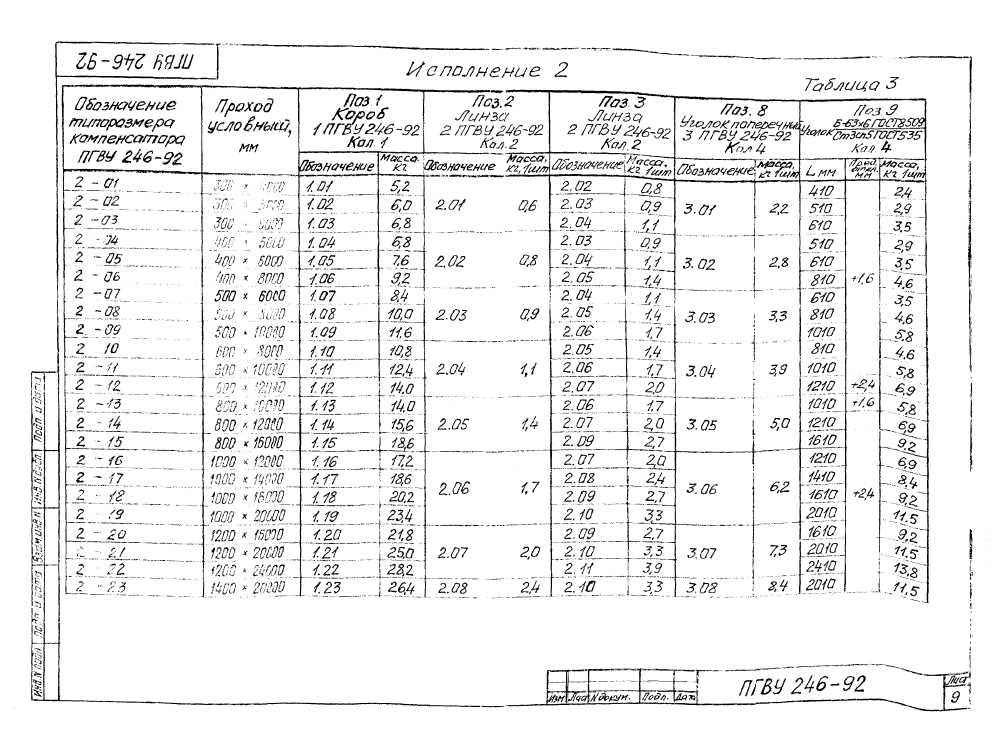 ПГВУ 246-92
Исполнение 2
Таблица 3
Обозначение типоразмера компенсатора ПГВУ 246-92
Проход условный, мм
Поз. 1 Короб 1 ПГВУ 246-92 Кол. 1
Поз. 2 Линза 2 ПГВУ 246-92 Кол. 2
Поз. 3 Линза 2 ПГВУ 246-92 Кол. 2
Поз. 8 Уголок поперечный 3 ПГВУ 246-92 Кол 4
Поз 9 Уголок Б-63х6 ГОСТ8509 Ст3сп5 ГОСТ535 Кол. 4
Обозначение Масса кг Обозначение Масса, кг, 1шт Обозначение Масса, кг 1шт Обозначение Масса, кг 1шт L мм Пред. откл. мм Масса, кг 1шт
2-01 1.01 5,2 2.02 0,8 410 2,4
2-02 1.02 6,0 2.01 0,6 2.03 0,9 3.01 2,2 510 2,9
2-03 300 × 1.03 6,8 2.04 1,1 610 3,5
2-04 1.04 6,8 2.03 0,9 510 2,9
2-05 400 × 6000 1.05 7,6 2.02 0,8 2.04 1,1 3.02 2,8 610 3,5
2-06 400 × 8000 1.06 9,2 2.05 1,4 810 +1,6 4,6
2-07 500 × 6000 1.07 8,4 2.04 1,1 610 3,5
2-08 500 × 8000 1.08 10,0 2.03 0,9 2.05 1,4 3.03 3,3 810 4,6
2-09 500 × 10000 1.09 11,6 2.06 1,7 1010 5,8
2 10 600 × 8000 1.10 10,8 2.05 1,4 810 4,6
2-11 600 × 10000 1.11 12,4 2.04 1,1 2.06 1,7 3.04 3,9 1010 5,8
2-12 600 × 12000 1.12 14,0 2.07 2,0 1210 +2,4 6,9
2-13 800 × 10000 1.13 14,0 2.06 1,7 1010 +1,6 5,8
2-14 800 × 12000 1.14 15,6 2.05 1,4 2.07 2,0 3.05 5,0 1210 6,9
2-15 800 × 16000 1.15 18,6 2.09 2,7 1610 9,2
2-16 1000 × 12000 1.16 17,2 2.07 2,0 1210 6,9
2-17 1000 × 14000 1.17 18,6 2.08 2,4 1410 8,4
2-18 1000 × 16000 1.18 20,2 2.06 1,7 2.09 2,7 3.06 6,2 1610 +2,4 9,2
2-19 1000 × 20000 1.19 23,4 2.10 3,3 2010 11,5
2-20 1200 × 16000 1.20 21,8 2.09 2,7 1610 9,2
2-21 1200 × 20000 1.21 25,0 2.07 2,0 2.10 3,3 3.07 7,3 2010 11,5
2-22 1200 × 24000 1.22 28,2 2.11 3,9 2410 13,8
2-23 1400 × 20000 1.23 26,4 2.08 2,4 2.10 3,3 3.08 8,4 2010 11,5
Инв.N подл Подп. и дата Взам.инв.N Инв.N дубл Подп. и дата
Изм Лист N докум. Подп. Дата
ПГВУ 246-92
Лист
9